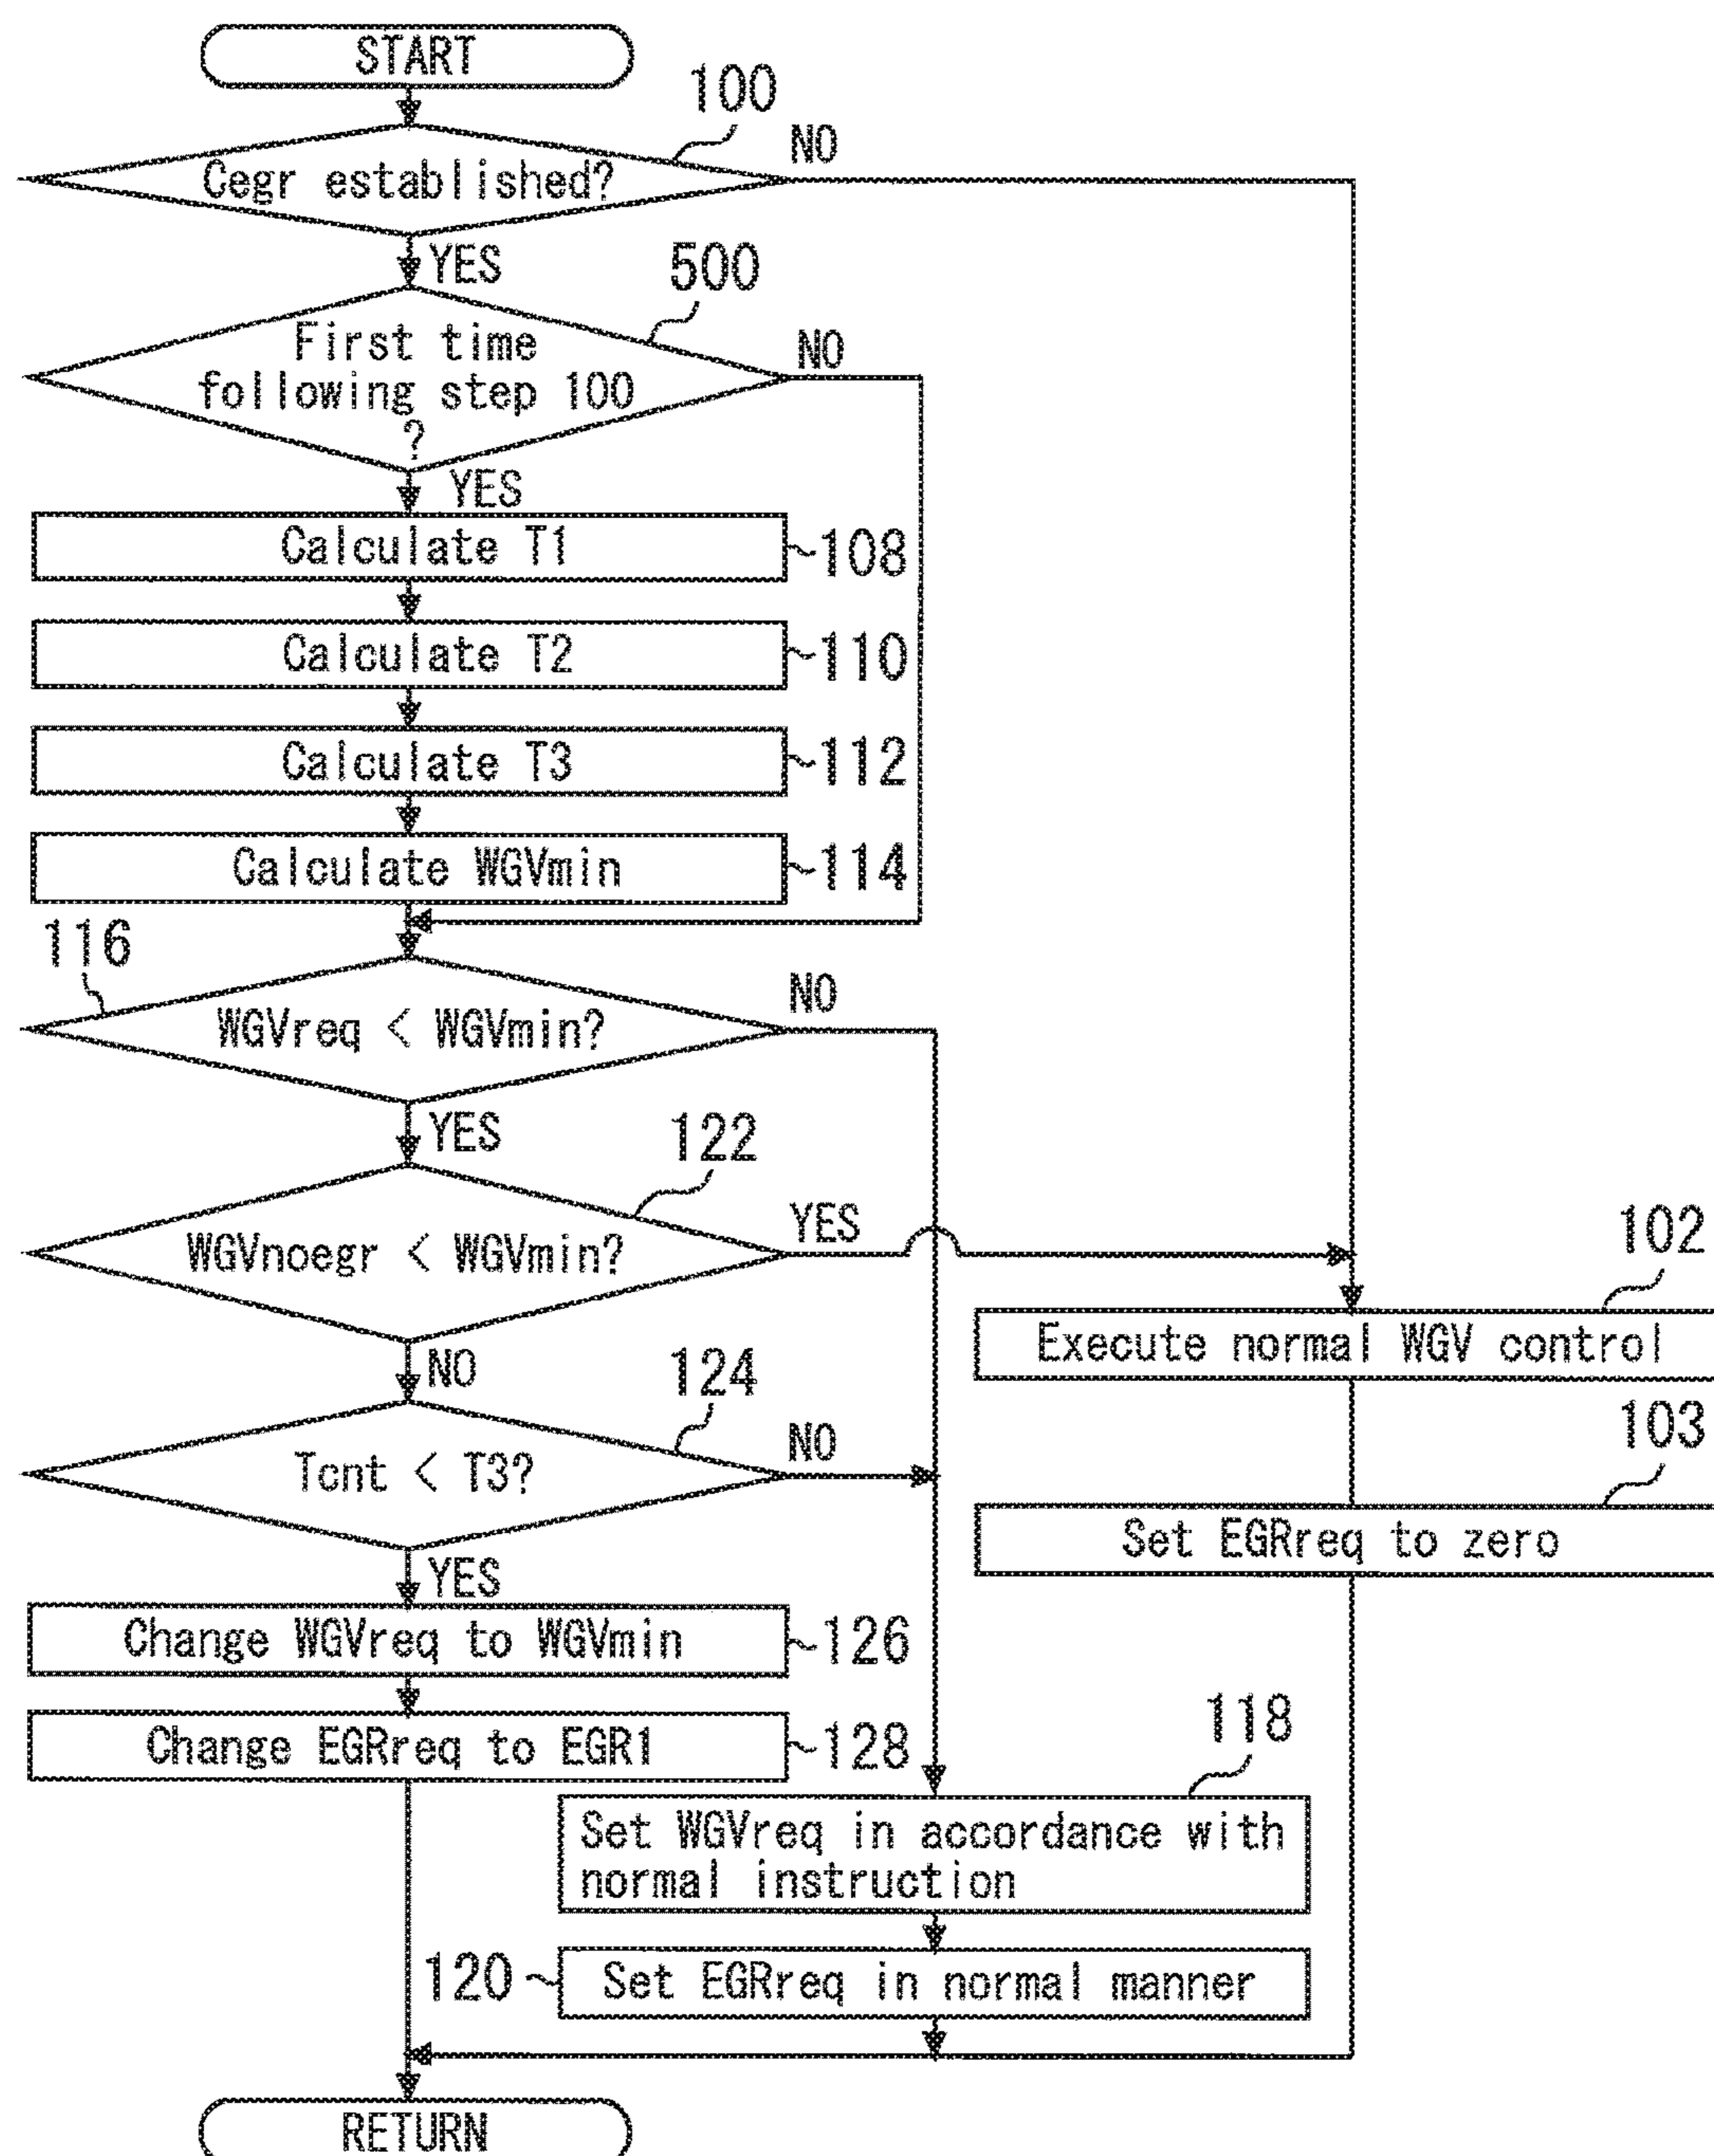 START
100
Cegr established?
NO
YES
500
First time
following step 100
?
NO
YES
Calculate T1
108
Calculate T2
110
Calculate T3
112
Calculate WGVmin
114
116
WGVreq < WGVmin?
NO
YES
122
WGVnoegr < WGVmin?
YES
NO
102
Execute normal WGV control
124
Tcnt < T3?
NO
YES
103
Set EGRreq to zero
Change WGVreq to WGVmin
126
Change EGRreq to EGR1
128
118
Set WGVreq in accordance with
normal instruction
120
Set EGRreq in normal manner
RETURN